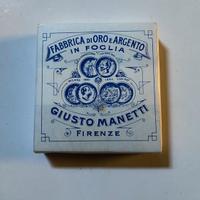 FABBRICA DI ORO E ARGENTO
IN FOGLIA
GIUSTO MANETTI
FIRENZE